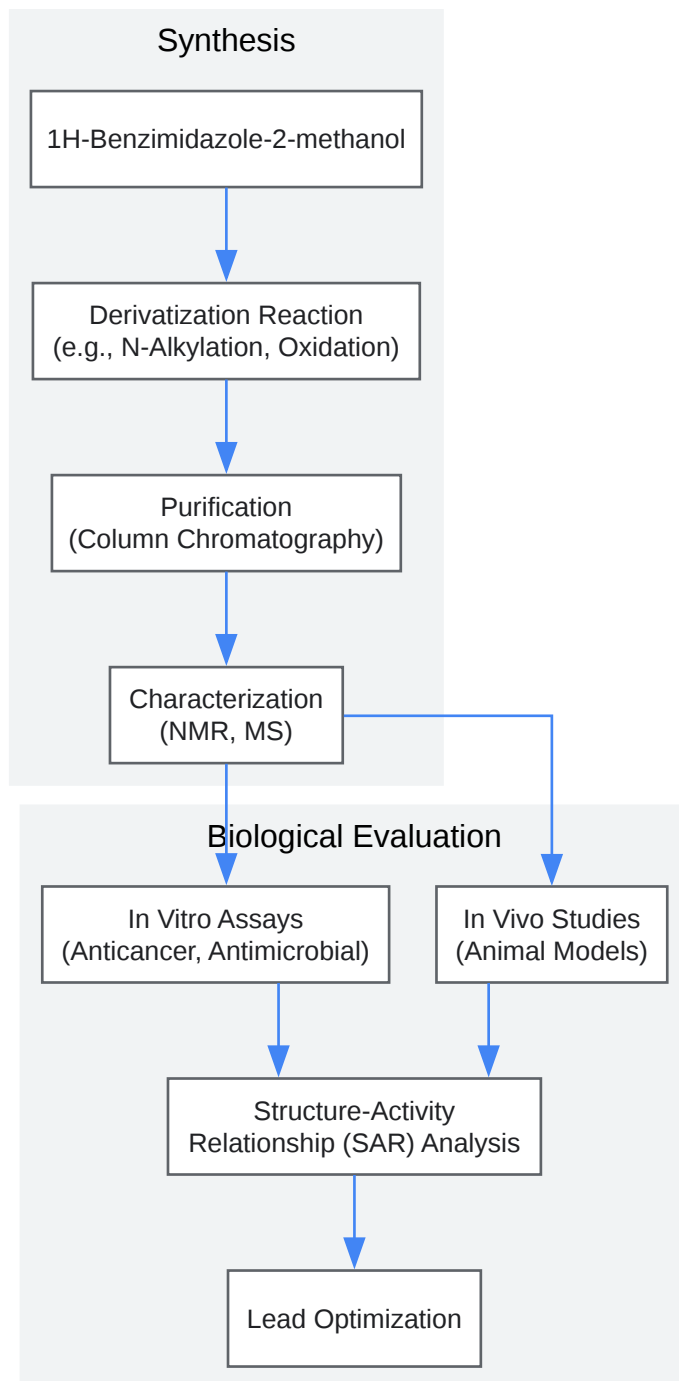 Synthesis
1H-Benzimidazole-2-methanol
Derivatization Reaction
(e.g., N-Alkylation, Oxidation)
Purification
(Column Chromatography)
Characterization
(NMR, MS)
Biological Evaluation
In Vitro Assays
(Anticancer, Antimicrobial)
In Vivo Studies
(Animal Models)
Structure-Activity
Relationship (SAR) Analysis
Lead Optimization